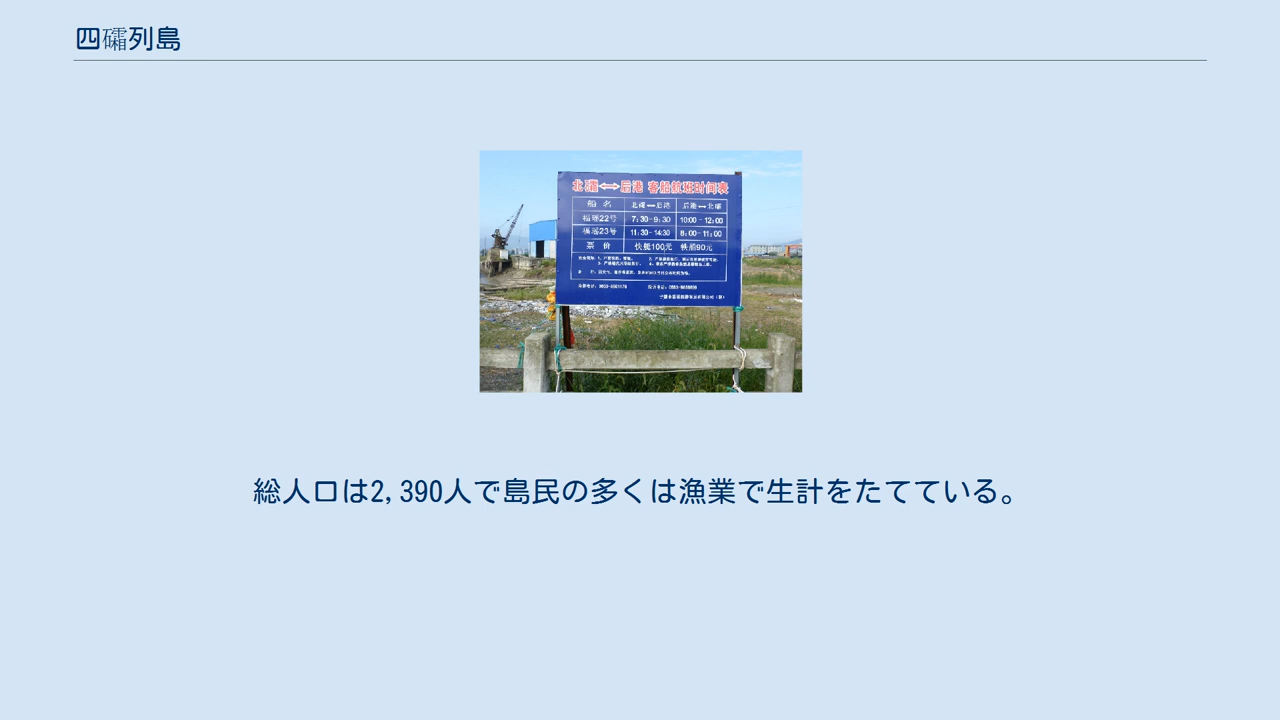 四礵列島
北礵⟷后港 客船航班时间表
船 名 北礵⟷后港 后港⟷北礵
福瑶22号 7:30-9:30 10:00-12:00
福瑶23号 11:30-14:30 8:00-11:00
票 价 快艇100元 铁船90元
総人口は2,390人で島民の多くは漁業で生計をたてている。